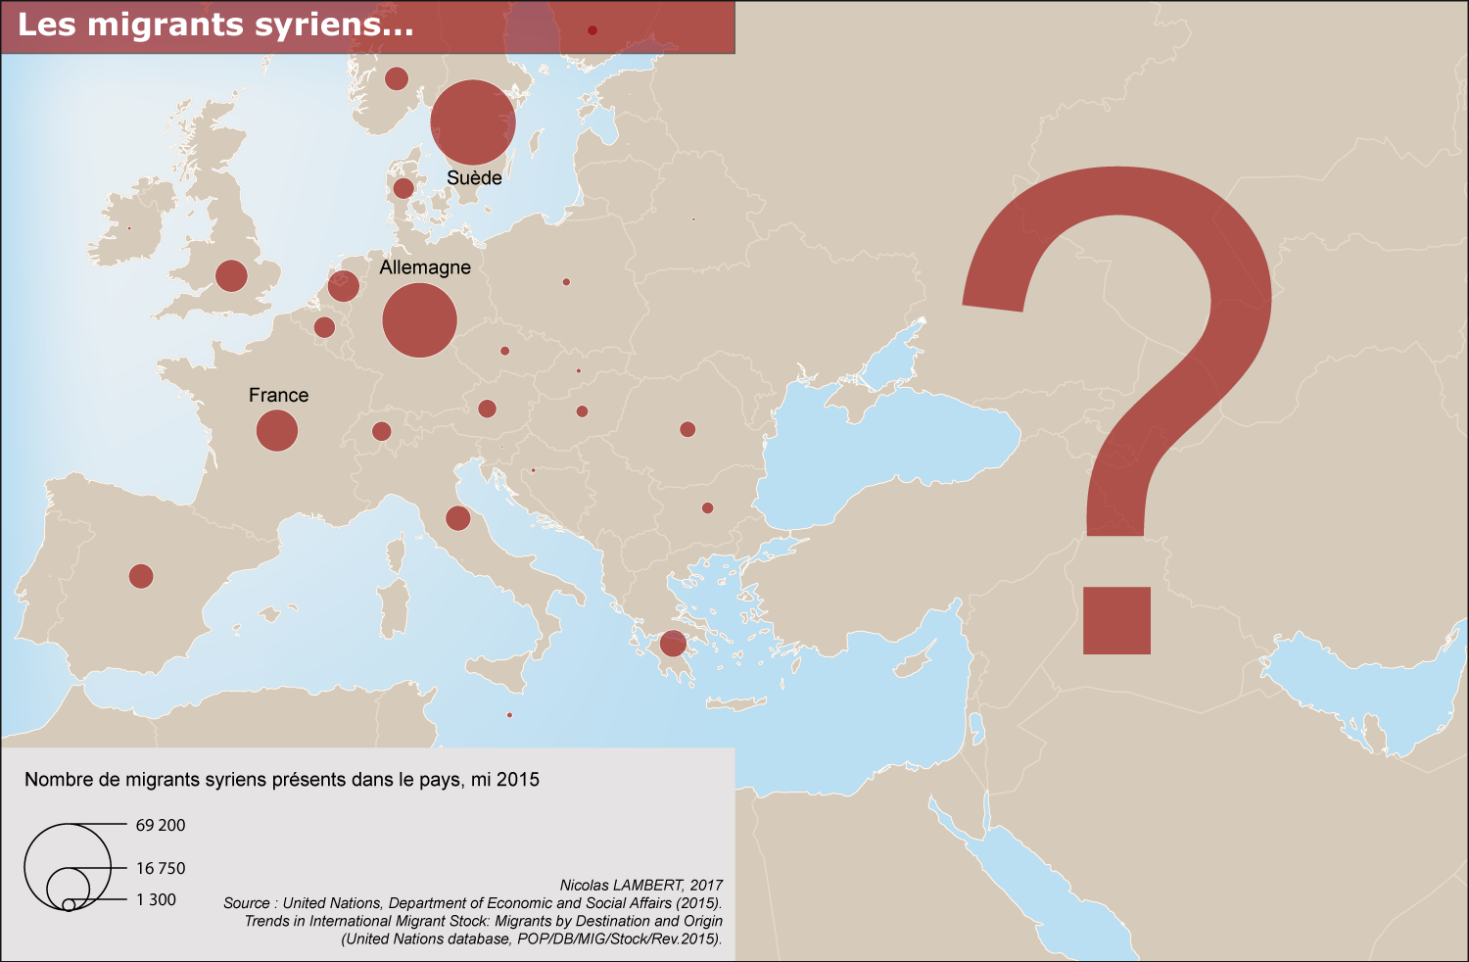 Les migrants syriens...
Suède
Allemagne
France
?
Nombre de migrants syriens présents dans le pays, mi 2015
69 200
16 750
1 300
Nicolas LAMBERT, 2017
Source : United Nations, Department of Economic and Social Affairs (2015).
Trends in International Migrant Stock: Migrants by Destination and Origin
(United Nations database, POP/DB/MIG/Stock/Rev.2015).